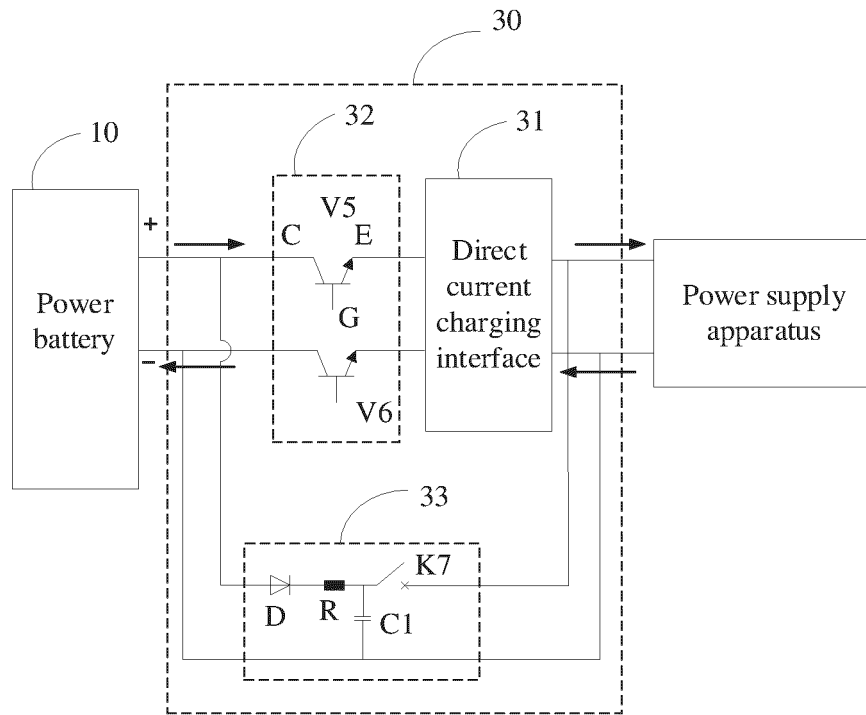 30
32
31
10
V5
+
C
E
Direct
current
charging
interface
Power supply
apparatus
Power
battery
G
−
V6
33
K7
D
R
C1